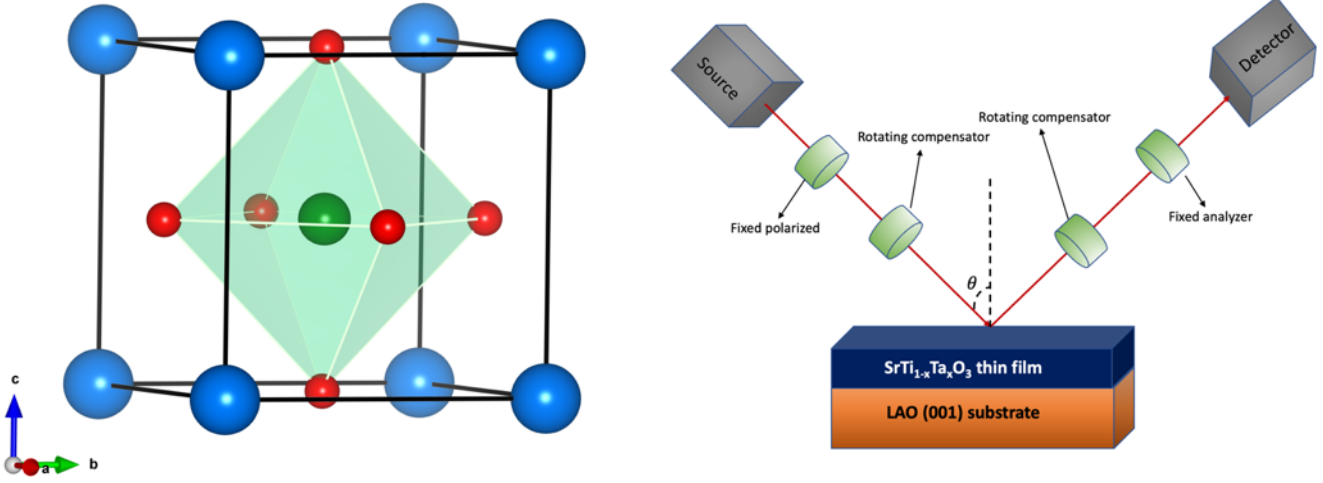 c
a
b
Source
Detector
Rotating compensator
Rotating compensator
Fixed polarized
Fixed analyzer
θ
SrTi₁₋ₓTaₓO₃ thin film
LAO (001) substrate